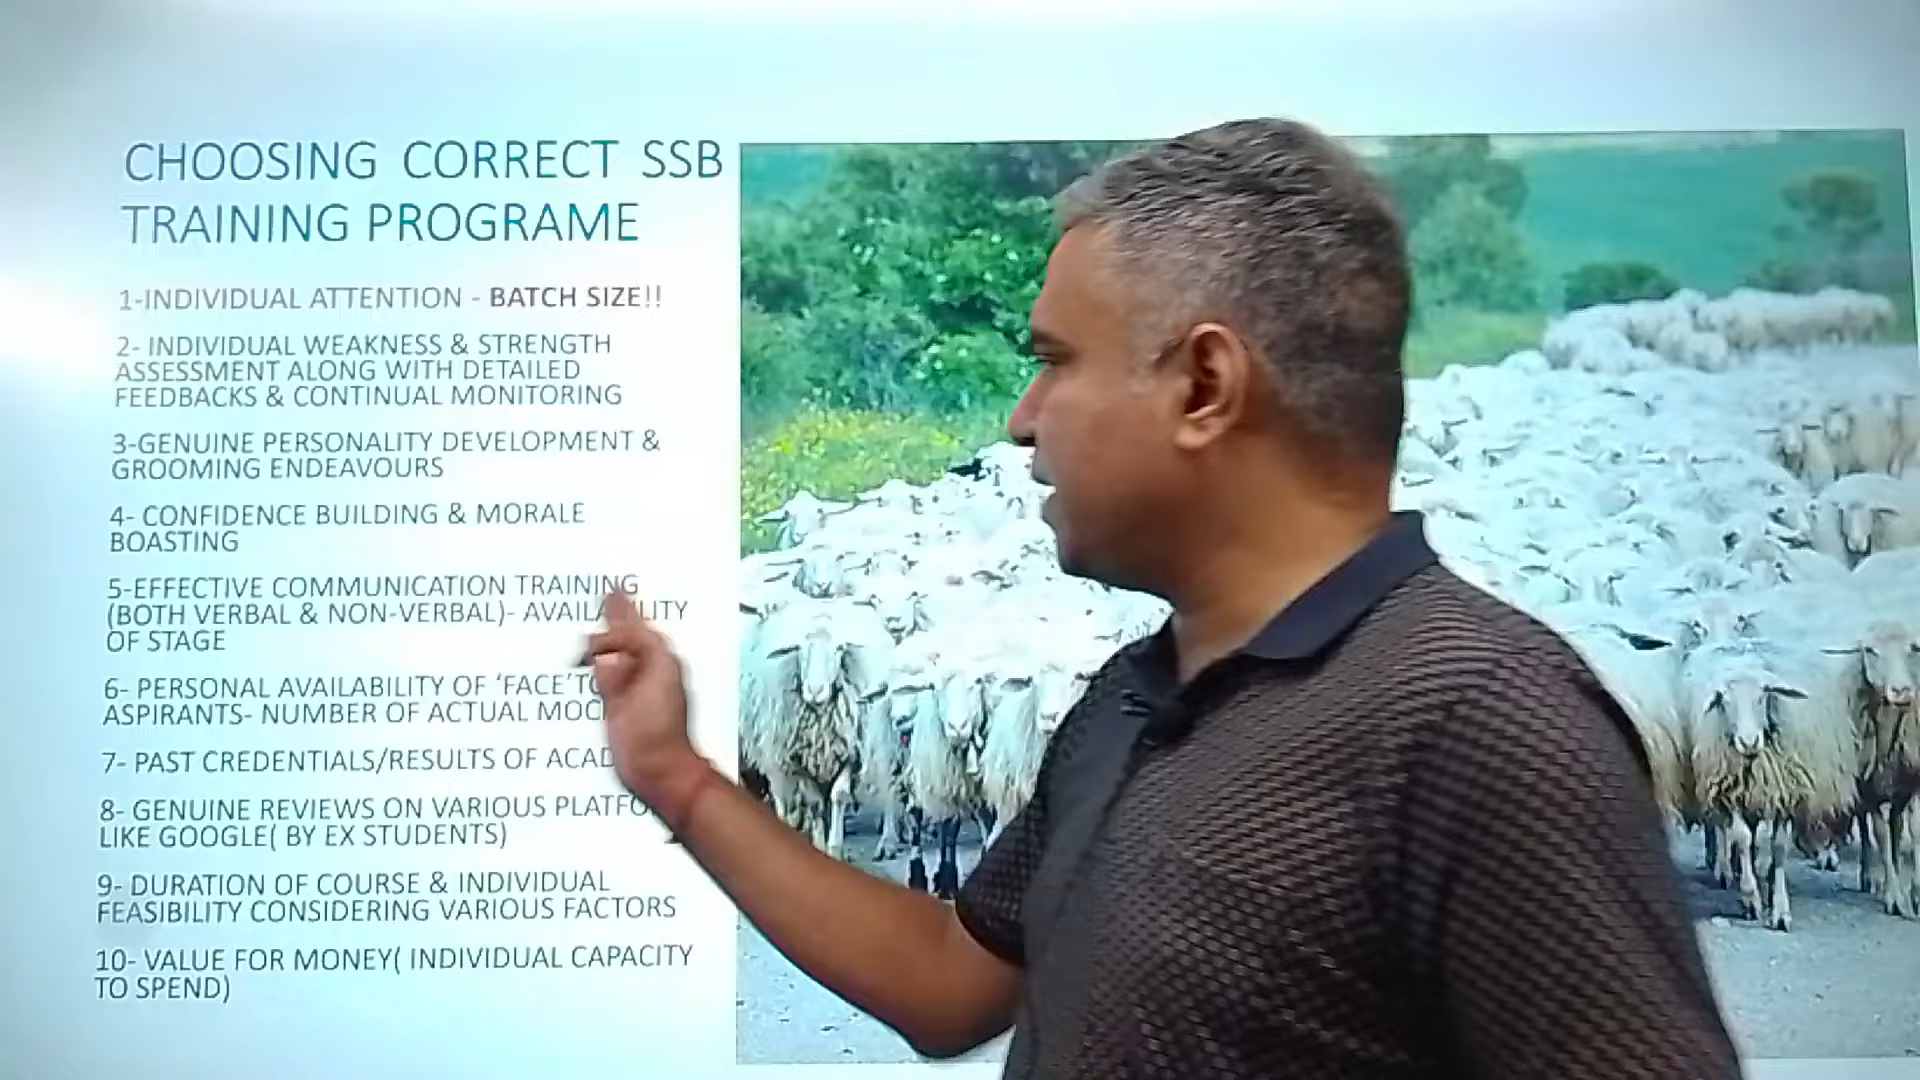 CHOOSING CORRECT SSB
TRAINING PROGRAME
1-INDIVIDUAL ATTENTION - BATCH SIZE!!
2- INDIVIDUAL WEAKNESS & STRENGTH
ASSESSMENT ALONG WITH DETAILED
FEEDBACKS & CONTINUAL MONITORING
3-GENUINE PERSONALITY DEVELOPMENT &
GROOMING ENDEAVOURS
4- CONFIDENCE BUILDING & MORALE
BOASTING
5-EFFECTIVE COMMUNICATION TRAINING
(BOTH VERBAL & NON-VERBAL)- AVAILABILITY
OF STAGE
6- PERSONAL AVAILABILITY OF ‘FACE’TO
ASPIRANTS- NUMBER OF ACTUAL
7- PAST CREDENTIALS/RESULTS OF
8- GENUINE REVIEWS ON VARIOUS
LIKE GOOGLE( BY EX STUDENTS)
9- DURATION OF COURSE & INDIVIDUAL
FEASIBILITY CONSIDERING VARIOUS FACTORS
10- VALUE FOR MONEY( INDIVIDUAL CAPACITY
TO SPEND)